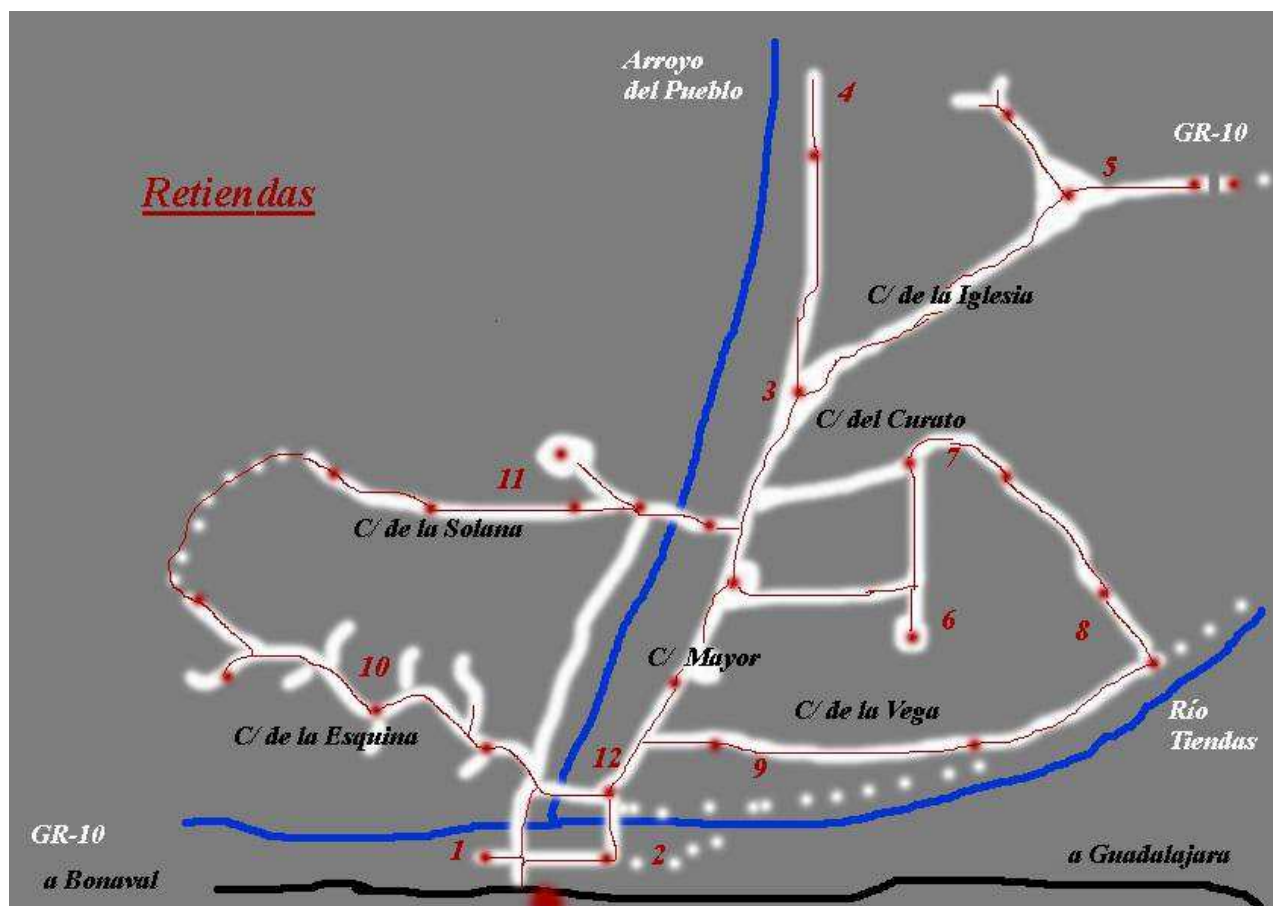 Arroyo
del Pueblo
4
GR-10
5
Retiendas
C/ de la Iglesia
3
C/ del Curato
7
11
C/ de la Solana
6
8
10
C/ Mayor
C/ de la Vega
Río
Tiendas
C/ de la Esquina
12
9
GR-10
1
2
a Guadalajara
a Bonaval